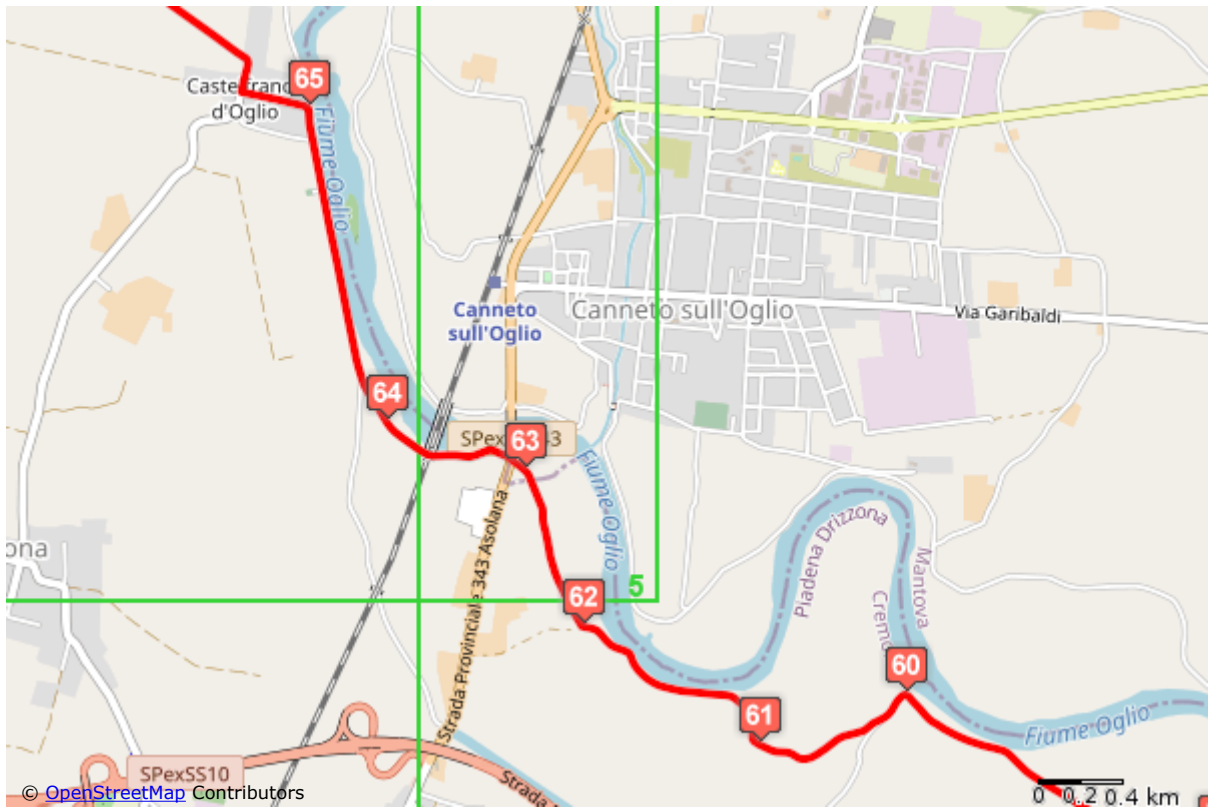 65
Castelfranco
d'Oglio
Fiume Oglio
Canneto
sull'Oglio
Canneto sull'Oglio
Via Garibaldi
64
63
Fiume Oglio
Strada Provinciale 343 Asolana
ona
5
62
Piadena Drizzona
Mantova
60
61
Fiume Oglio
SPexSS10
Strada
0 0.2 0.4 km
© OpenStreetMap Contributors